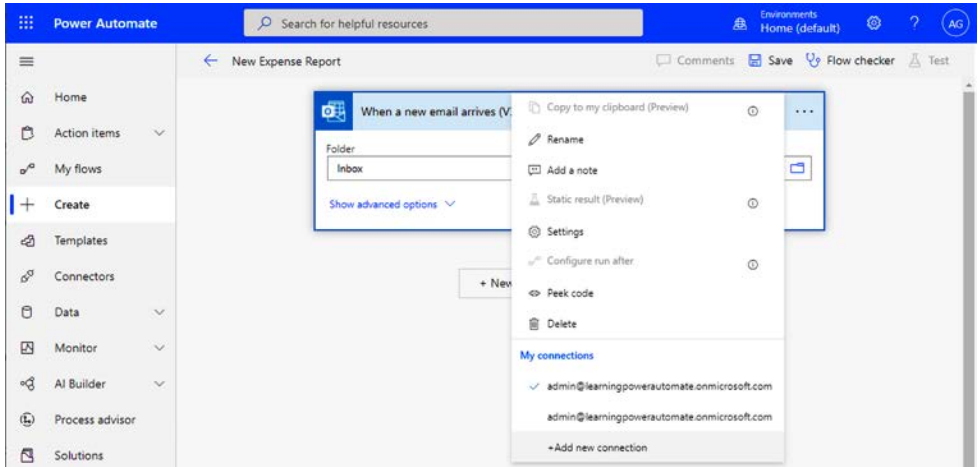 Power Automate
Search for helpful resources
Environments
Home (default)
?
AG
New Expense Report
Comments
Save
Flow checker
Test
Home
Action items
My flows
Create
Templates
Connectors
Data
Monitor
AI Builder
Process advisor
Solutions
When a new email arrives (V
Folder
Inbox
Show advanced options
+ New
Copy to my clipboard (Preview)
Rename
Add a note
Static result (Preview)
Settings
Configure run after
Peek code
Delete
My connections
admin@learningpowerautomate.onmicrosoft.com
admin@learningpowerautomate.onmicrosoft.com
+Add new connection